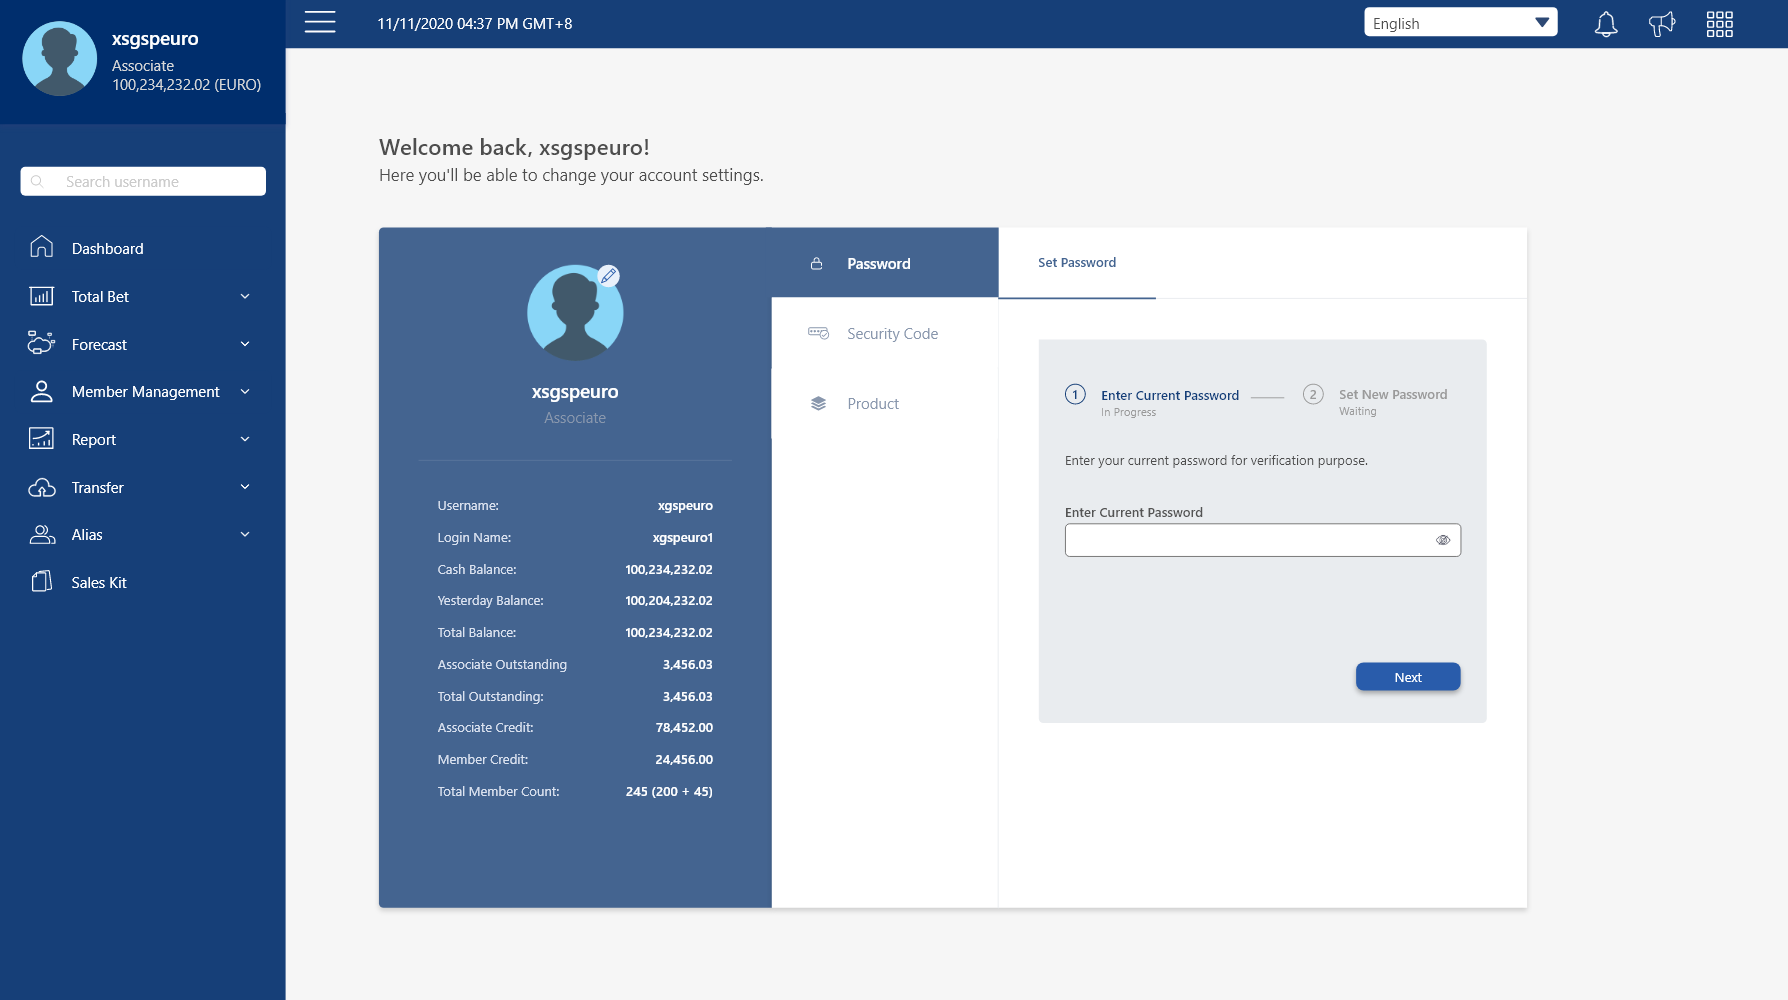 xsgspeuro
Associate
100,234,232.02 (EURO)
11/11/2020 04:37 PM GMT+8
English
Search username
Dashboard
Total Bet
Forecast
Member Management
Report
Transfer
Alias
Sales Kit
Welcome back, xsgspeuro!
Here you'll be able to change your account settings.
xsgspeuro
Associate
Username: xgspeuro
Login Name: xgspeuro1
Cash Balance: 100,234,232.02
Yesterday Balance: 100,204,232.02
Total Balance: 100,234,232.02
Associate Outstanding 3,456.03
Total Outstanding: 3,456.03
Associate Credit: 78,452.00
Member Credit: 24,456.00
Total Member Count: 245 (200 + 45)
Password
Security Code
Product
Set Password
1 Enter Current Password
In Progress
2 Set New Password
Waiting
Enter your current password for verification purpose.
Enter Current Password
Next